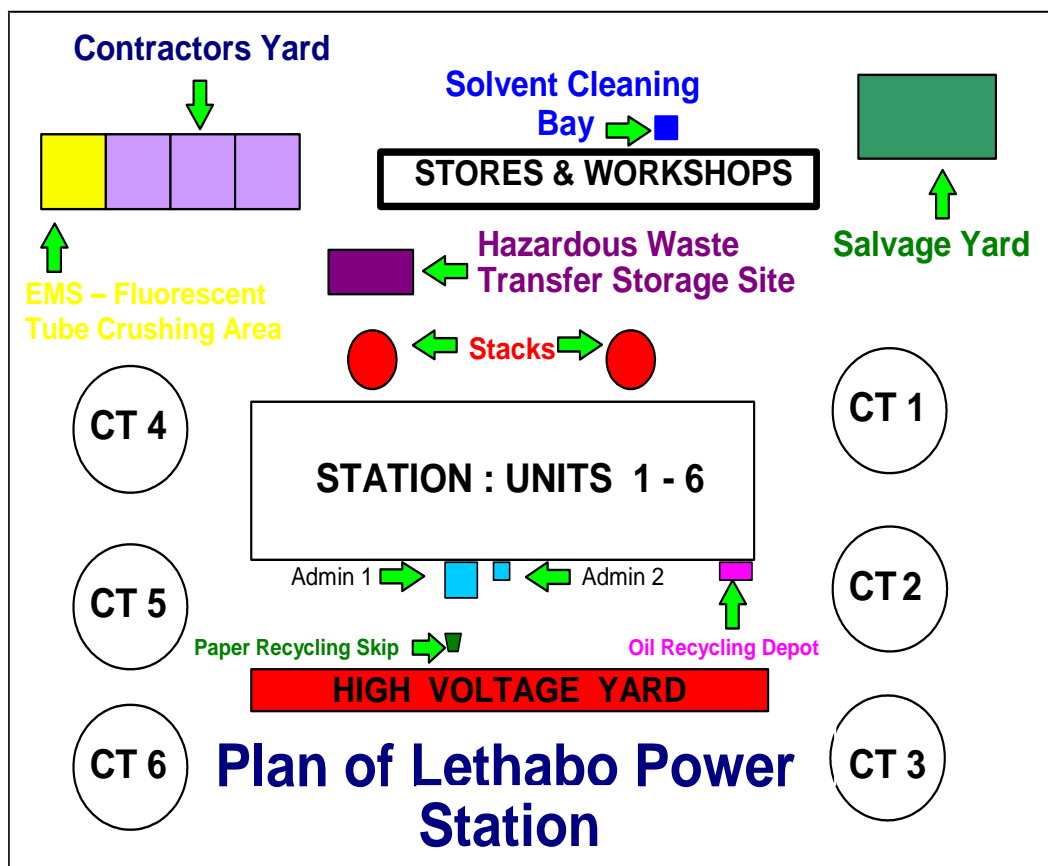 Contractors Yard
Solvent Cleaning
Bay
STORES & WORKSHOPS
Salvage Yard
Hazardous Waste
Transfer Storage Site
EMS – Fluorescent
Tube Crushing Area
Stacks
CT 4
CT 1
STATION : UNITS 1 - 6
CT 5
CT 2
Admin 1
Admin 2
Paper Recycling Skip
Oil Recycling Depot
HIGH VOLTAGE YARD
CT 6
CT 3
Plan of Lethabo Power
Station